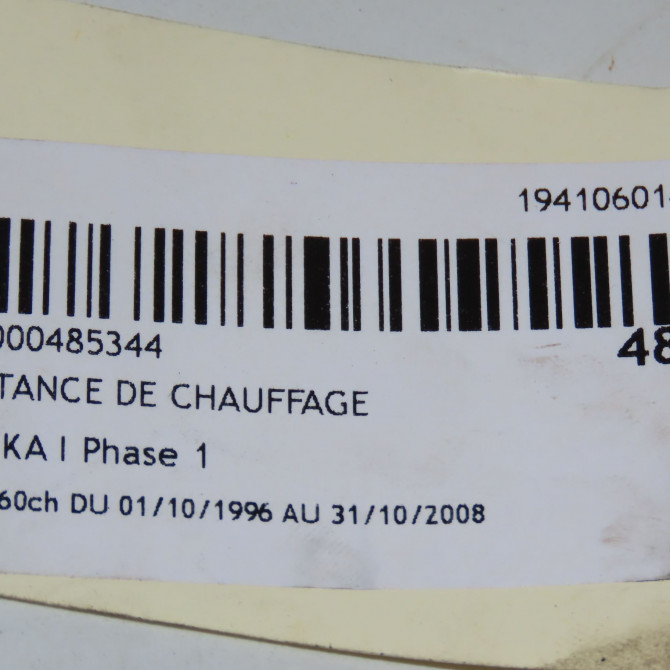 19410601
000485344
48
TANCE DE CHAUFFAGE
KA I Phase 1
60ch DU 01/10/1996 AU 31/10/2008